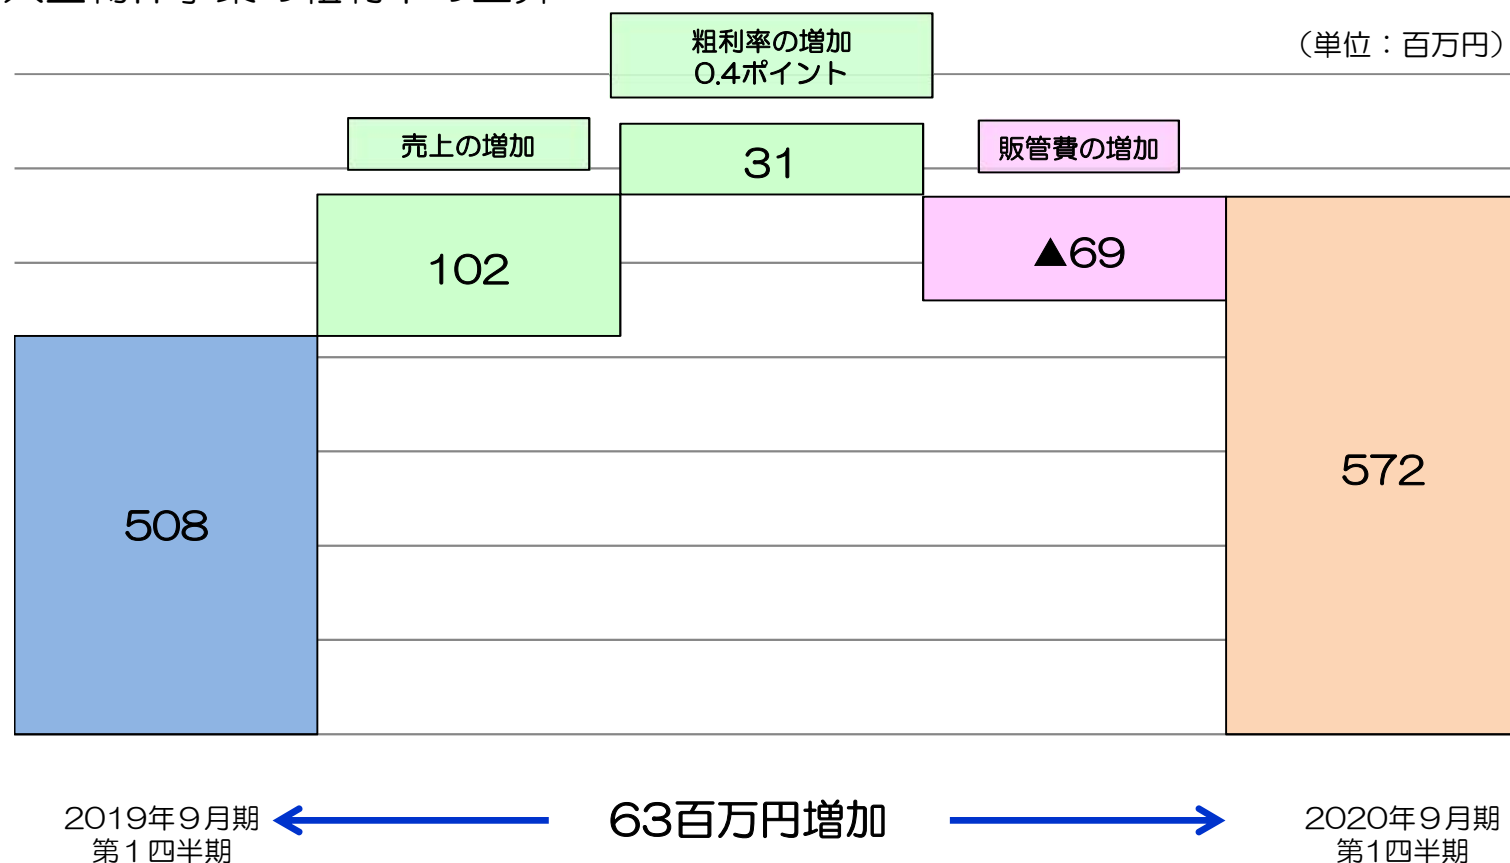 （単位：百万円）
粗利率の増加
0.4ポイント
売上の増加
31
販管費の増加
102
▲69
508
572
2019年９月期
第１四半期
63百万円増加
2020年９月期
第1四半期